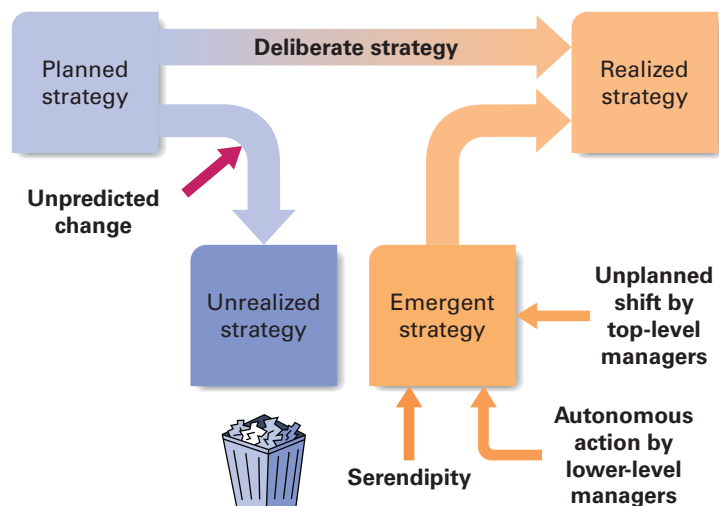 Planned
strategy
Deliberate strategy
Realized
strategy
Unpredicted
change
Unrealized
strategy
Emergent
strategy
Unplanned
shift by
top-level
managers
Serendipity
Autonomous
action by
lower-level
managers